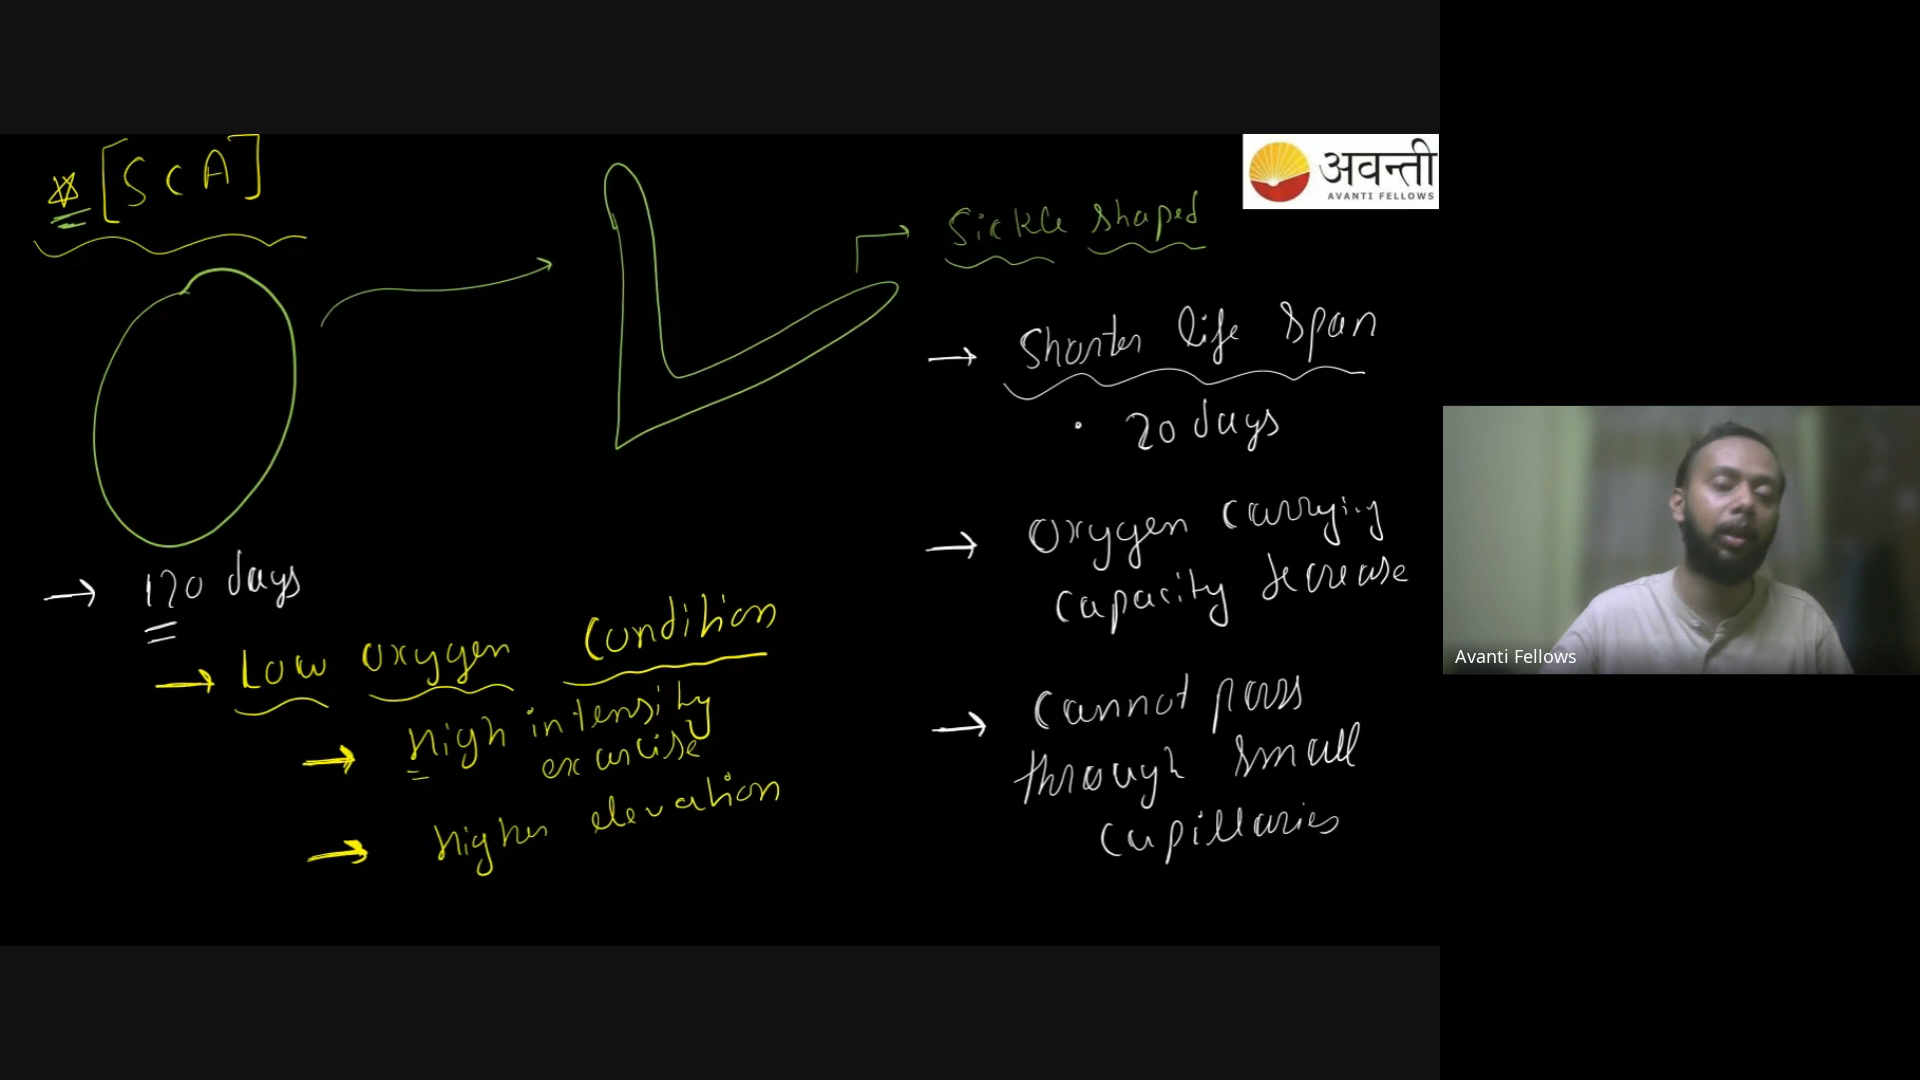 [SCA]
Sickle shaped
→ Shorter life span
• 20 days
→ Oxygen carrying
capacity decrease
→ Cannot pass
through small
capillaries
→ 120 days
→ Low oxygen Condition
→ High intensity
exercise
→ higher elevation
अवन्ती
AVANTI FELLOWS
Avanti Fellows